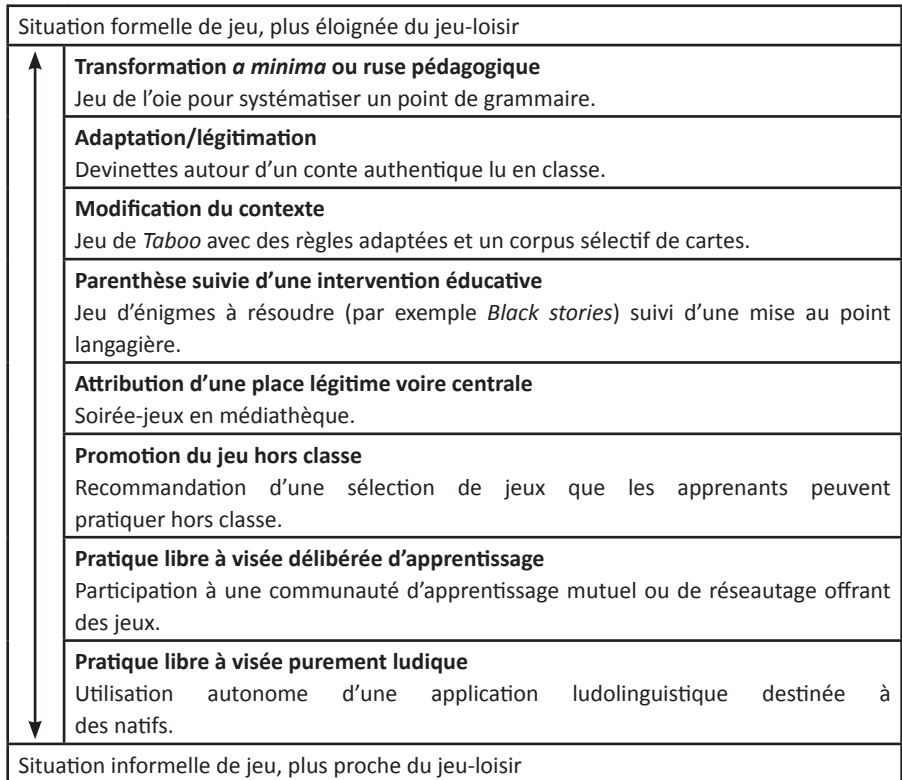 Situation formelle de jeu, plus éloignée du jeu-loisir
Transformation a minima ou ruse pédagogique
Jeu de l’oie pour systématiser un point de grammaire.
Adaptation/légitimation
Devinettes autour d’un conte authentique lu en classe.
Modification du contexte
Jeu de Taboo avec des règles adaptées et un corpus sélectif de cartes.
Parenthèse suivie d’une intervention éducative
Jeu d’énigmes à résoudre (par exemple Black stories) suivi d’une mise au point
langagière.
Attribution d’une place légitime voire centrale
Soirée-jeux en médiathèque.
Promotion du jeu hors classe
Recommandation d’une sélection de jeux que les apprenants peuvent
pratiquer hors classe.
Pratique libre à visée délibérée d’apprentissage
Participation à une communauté d’apprentissage mutuel ou de réseautage offrant
des jeux.
Pratique libre à visée purement ludique
Utilisation autonome d’une application ludolinguistique destinée à
des natifs.
Situation informelle de jeu, plus proche du jeu-loisir